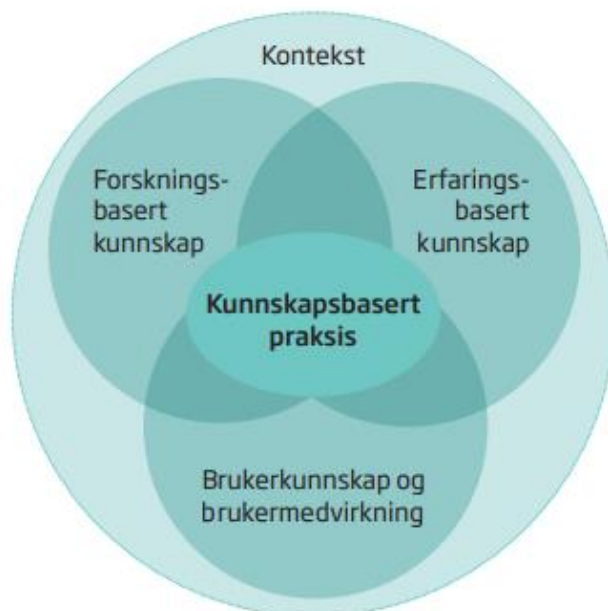 Kontekst
Forsknings-
basert
kunnskap
Erfarings-
basert
kunnskap
Kunnskapsbasert
praksis
Brukerkunnskap og
brukermedvirkning